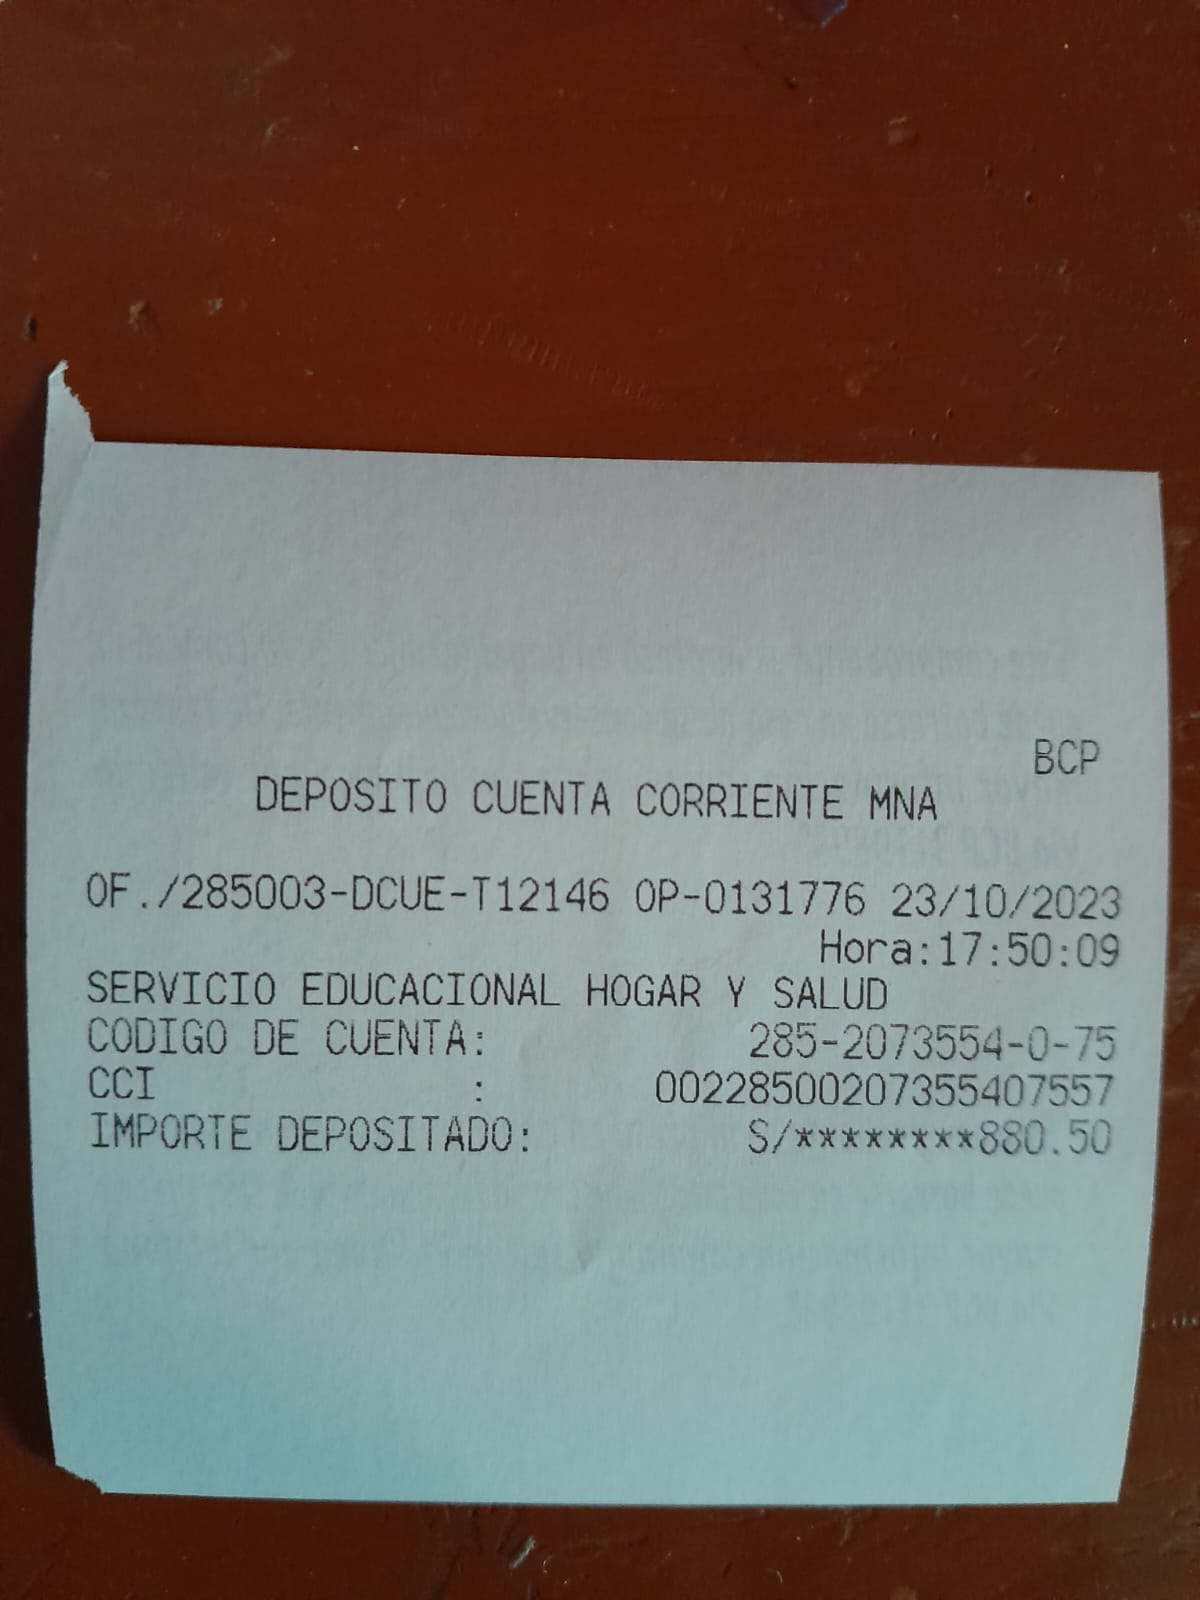 BCP
DEPOSITO CUENTA CORRIENTE MNA
OF./285003-DCUE-T12146 OP-0131776 23/10/2023
Hora:17:50:09
SERVICIO EDUCACIONAL HOGAR Y SALUD
CODIGO DE CUENTA: 285-2073554-0-75
CCI : 00228500207355407557
IMPORTE DEPOSITADO: S/********880.50